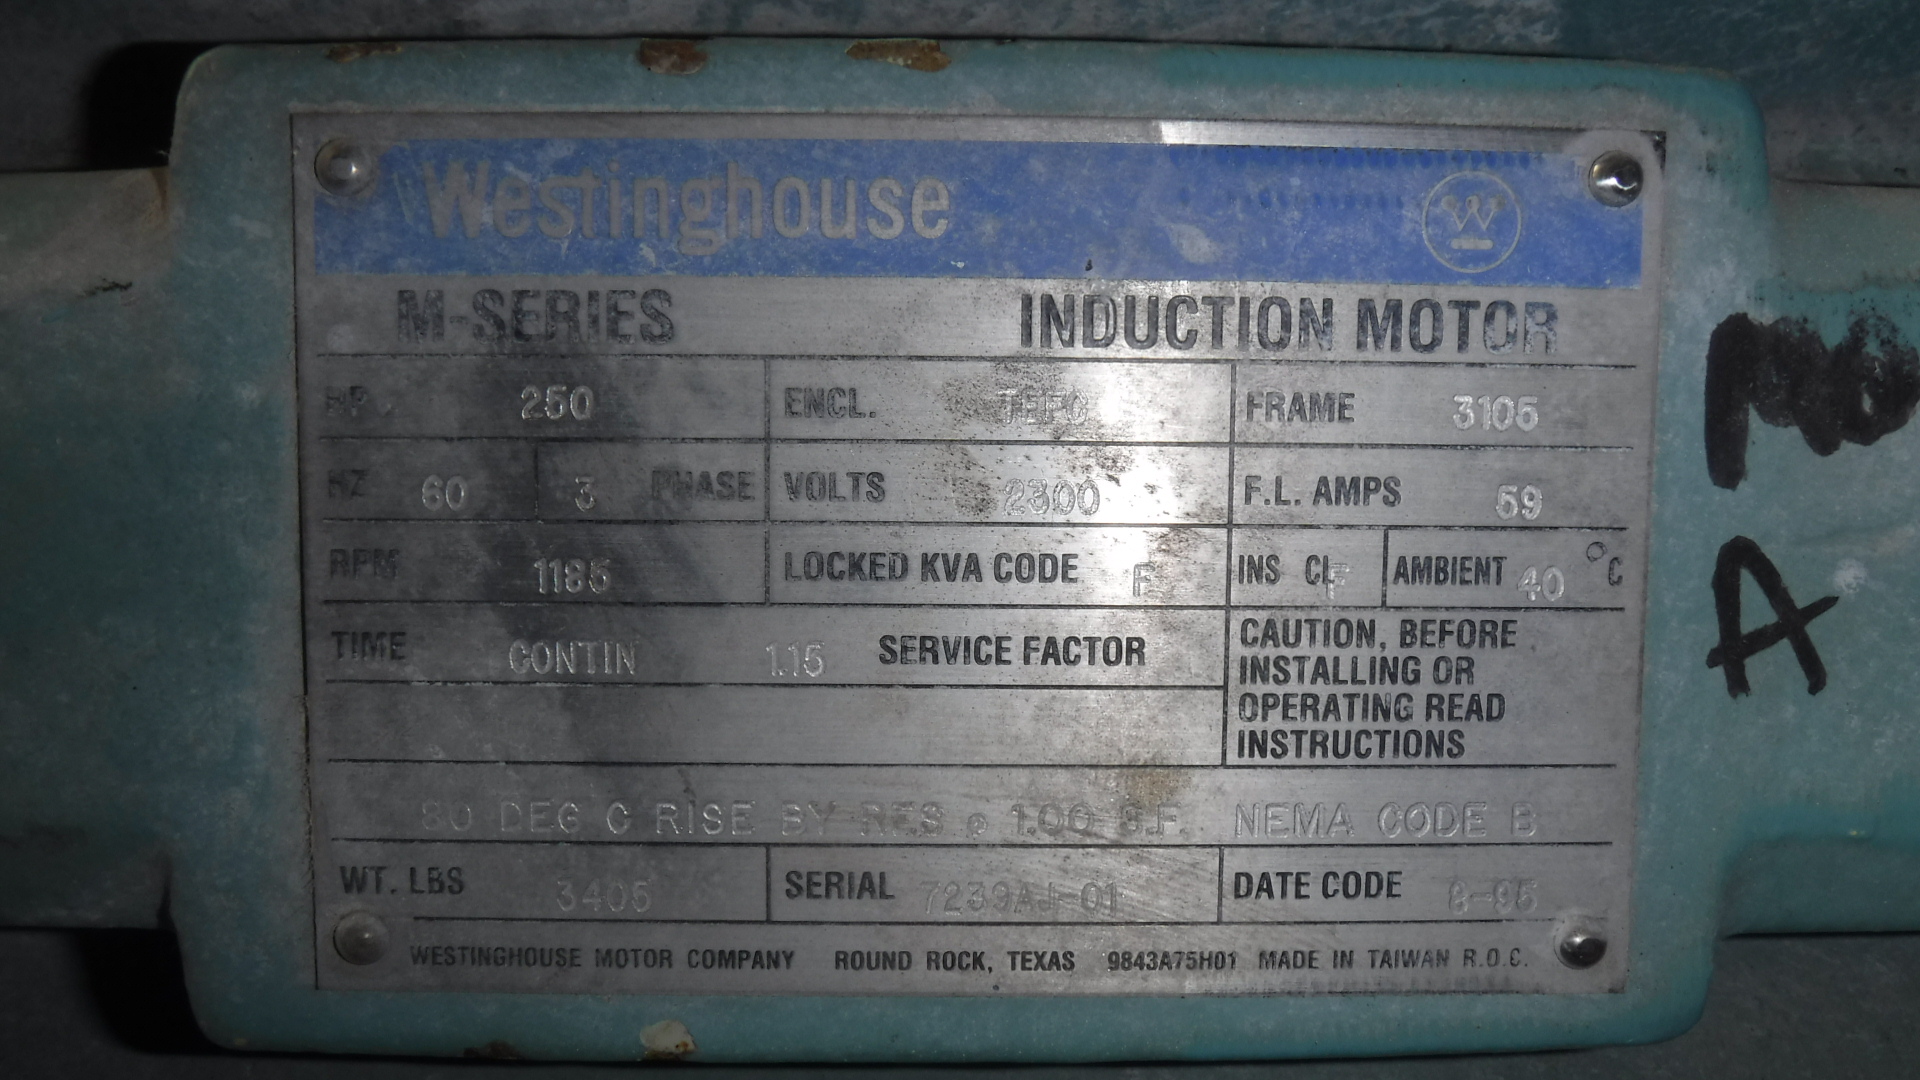 Westinghouse
W
M-SERIES INDUCTION MOTOR
HP 250 ENCL. TEFC FRAME 3105
HZ 60 3 PHASE VOLTS 2300 F.L. AMPS 59
RPM 1185 LOCKED KVA CODE F INS CL F AMBIENT 40 °C
TIME CONTIN 1.15 SERVICE FACTOR
CAUTION, BEFORE
INSTALLING OR
OPERATING READ
INSTRUCTIONS
80 DEG C RISE BY RES @ 1.00 S.F. NEMA CODE B
WT. LBS 3405 SERIAL 7239AJ-01 DATE CODE 8-95
WESTINGHOUSE MOTOR COMPANY ROUND ROCK, TEXAS 9843A75H01 MADE IN TAIWAN R.O.C.
A